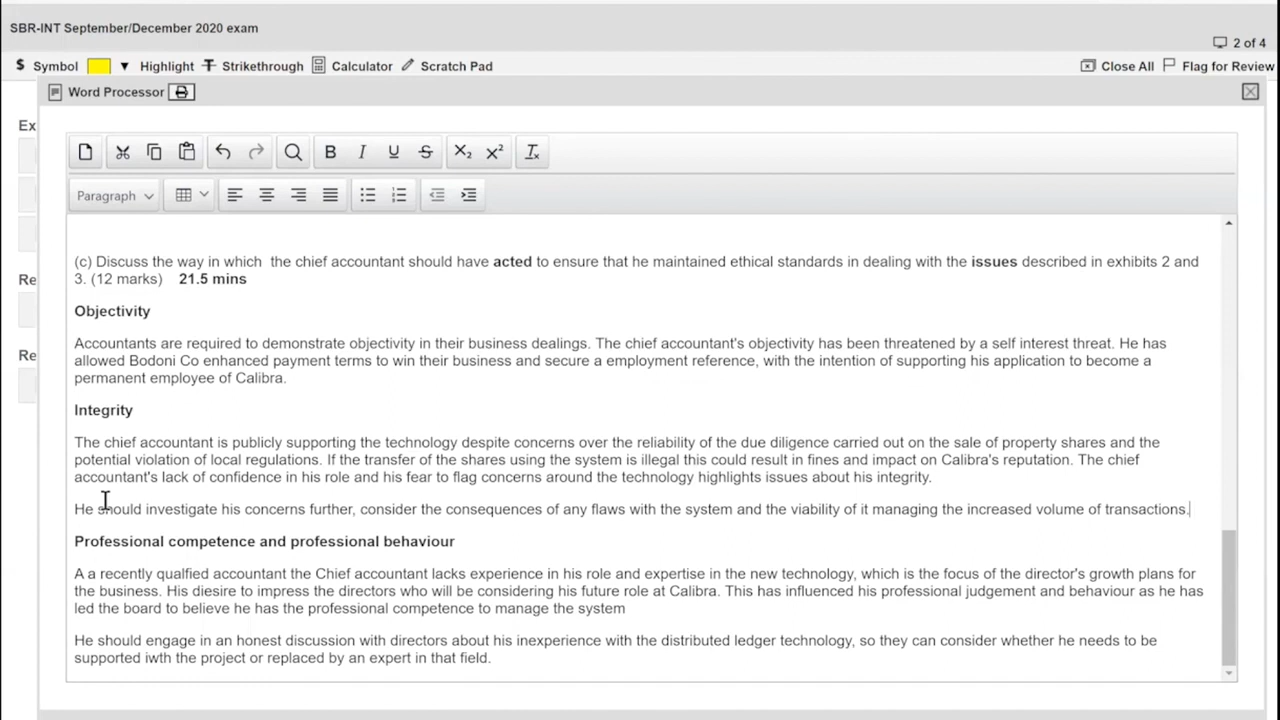 SBR-INT September/December 2020 exam
2 of 4
$ Symbol Highlight Strikethrough Calculator Scratch Pad Close All Flag for Review
Word Processor
Ex
Paragraph
(c) Discuss the way in which the chief accountant should have acted to ensure that he maintained ethical standards in dealing with the issues described in exhibits 2 and
3. (12 marks) 21.5 mins
Re
Objectivity
Accountants are required to demonstrate objectivity in their business dealings. The chief accountant's objectivity has been threatened by a self interest threat. He has
Re
allowed Bodoni Co enhanced payment terms to win their business and secure a employment reference, with the intention of supporting his application to become a
permanent employee of Calibra.
Integrity
The chief accountant is publicly supporting the technology despite concerns over the reliability of the due diligence carried out on the sale of property shares and the
potential violation of local regulations. If the transfer of the shares using the system is illegal this could result in fines and impact on Calibra's reputation. The chief
accountant's lack of confidence in his role and his fear to flag concerns around the technology highlights issues about his integrity.
He should investigate his concerns further, consider the consequences of any flaws with the system and the viability of it managing the increased volume of transactions.
Professional competence and professional behaviour
A a recently qualfied accountant the Chief accountant lacks experience in his role and expertise in the new technology, which is the focus of the director's growth plans for
the business. His diesire to impress the directors who will be considering his future role at Calibra. This has influenced his professional judgement and behaviour as he has
led the board to believe he has the professional competence to manage the system
He should engage in an honest discussion with directors about his inexperience with the distributed ledger technology, so they can consider whether he needs to be
supported iwth the project or replaced by an expert in that field.